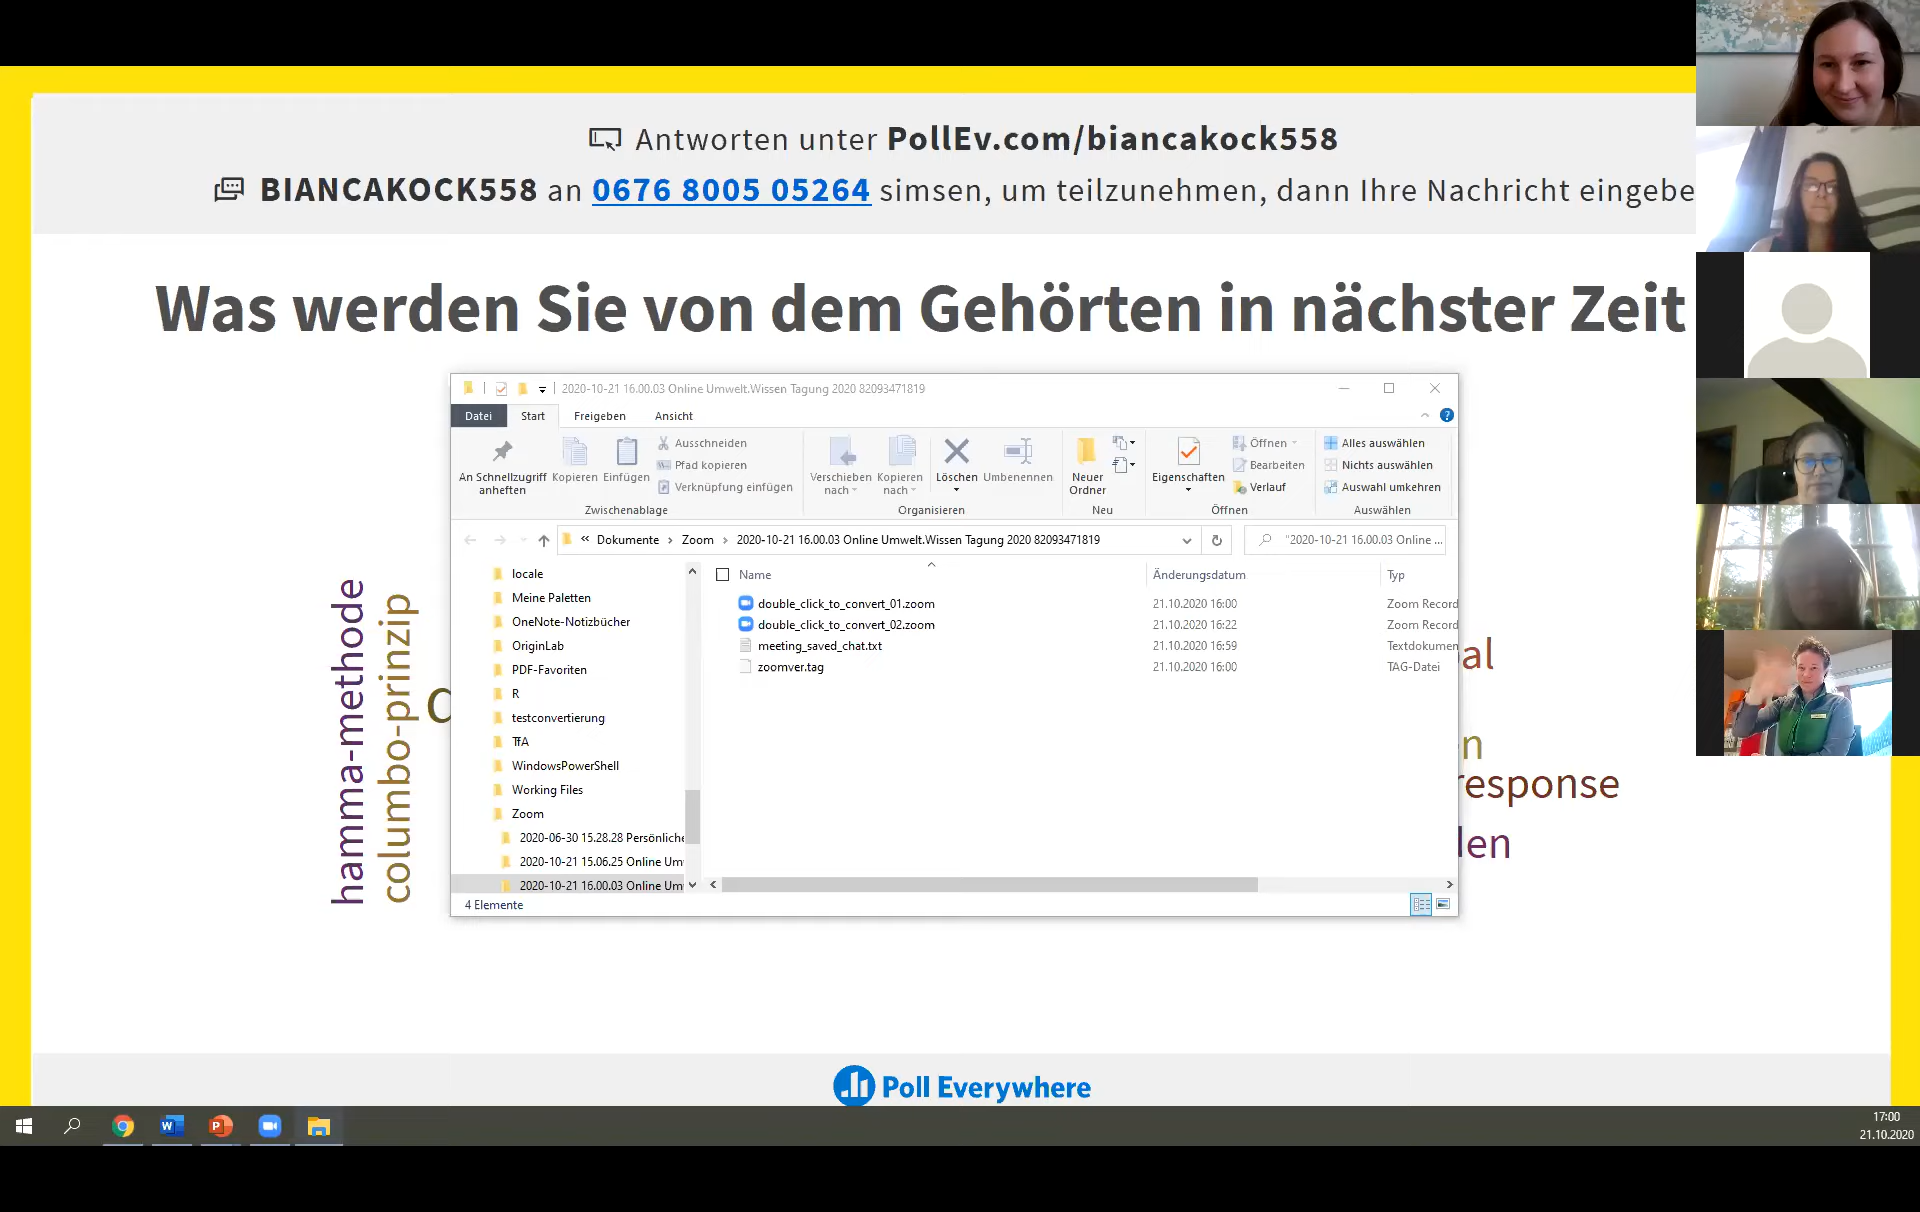 Antworten unter PollEv.com/biancakock558
BIANCAKOCK558 an 0676 8005 05264 simsen, um teilzunehmen, dann Ihre Nachricht eingebe
Was werden Sie von dem Gehörten in nächster Zeit
2020-10-21 16.00.03 Online Umwelt.Wissen Tagung 2020 82093471819
Datei Start Freigeben Ansicht
An Schnellzugriff anheften
Kopieren
Einfügen
Ausschneiden
Pfad kopieren
Verknüpfung einfügen
Zwischenablage
Verschieben nach
Kopieren nach
Löschen
Umbenennen
Organisieren
Neuer Ordner
Neu
Eigenschaften
Öffnen
Bearbeiten
Verlauf
Öffnen
Alles auswählen
Nichts auswählen
Auswahl umkehren
Auswählen
« Dokumente › Zoom › 2020-10-21 16.00.03 Online Umwelt.Wissen Tagung 2020 82093471819
"2020-10-21 16.00.03 Online ...
locale
Meine Paletten
OneNote-Notizbücher
OriginLab
PDF-Favoriten
R
testconvertierung
TfA
WindowsPowerShell
Working Files
Zoom
2020-06-30 15.28.28 Persönliche
2020-10-21 15.06.25 Online Um
2020-10-21 16.00.03 Online Um
Name Änderungsdatum Typ
double_click_to_convert_01.zoom 21.10.2020 16:00 Zoom Record
double_click_to_convert_02.zoom 21.10.2020 16:22 Zoom Record
meeting_saved_chat.txt 21.10.2020 16:59 Textdokumen
zoomver.tag 21.10.2020 16:00 TAG-Datei
4 Elemente
hamma-methode
columbo-prinzip
al
n
response
den
Poll Everywhere
17:00
21.10.2020